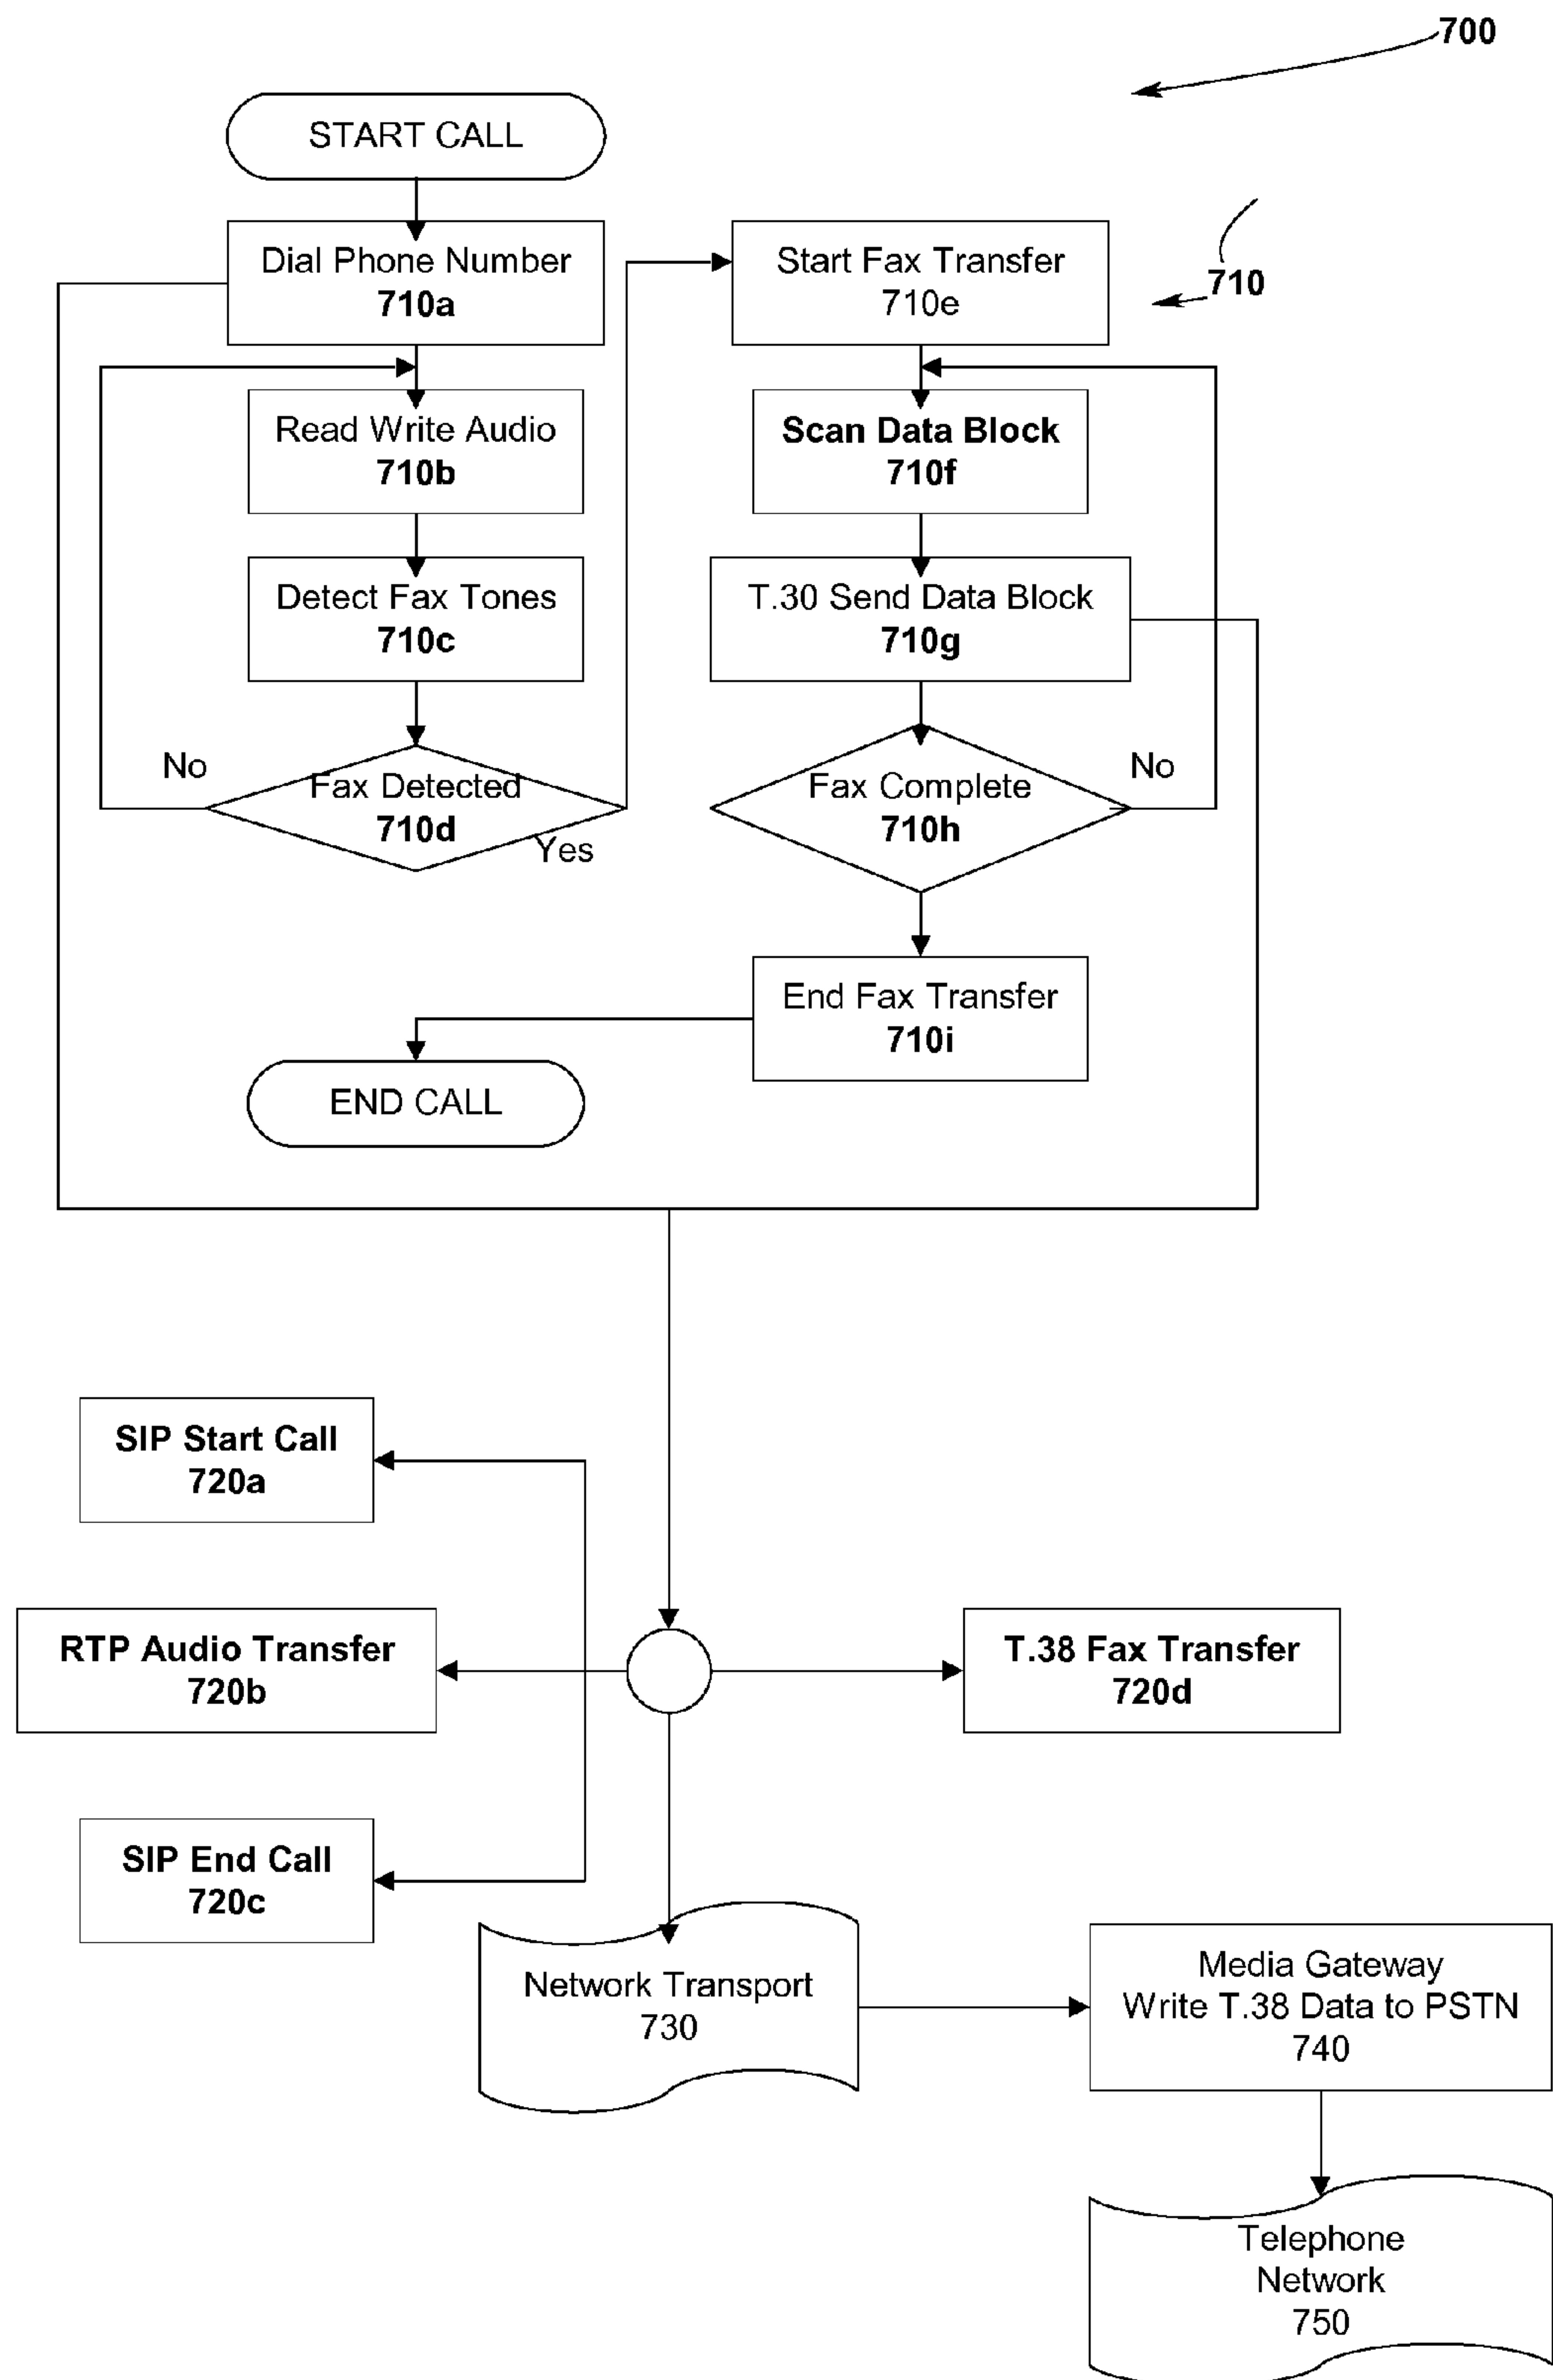 700
START CALL
Dial Phone Number
710a
Start Fax Transfer
710e
710
Read Write Audio
710b
Scan Data Block
710f
Detect Fax Tones
710c
T.30 Send Data Block
710g
No
Fax Detected
710d
Yes
Fax Complete
710h
No
End Fax Transfer
710i
END CALL
SIP Start Call
720a
RTP Audio Transfer
720b
T.38 Fax Transfer
720d
SIP End Call
720c
Network Transport
730
Media Gateway
Write T.38 Data to PSTN
740
Telephone
Network
750